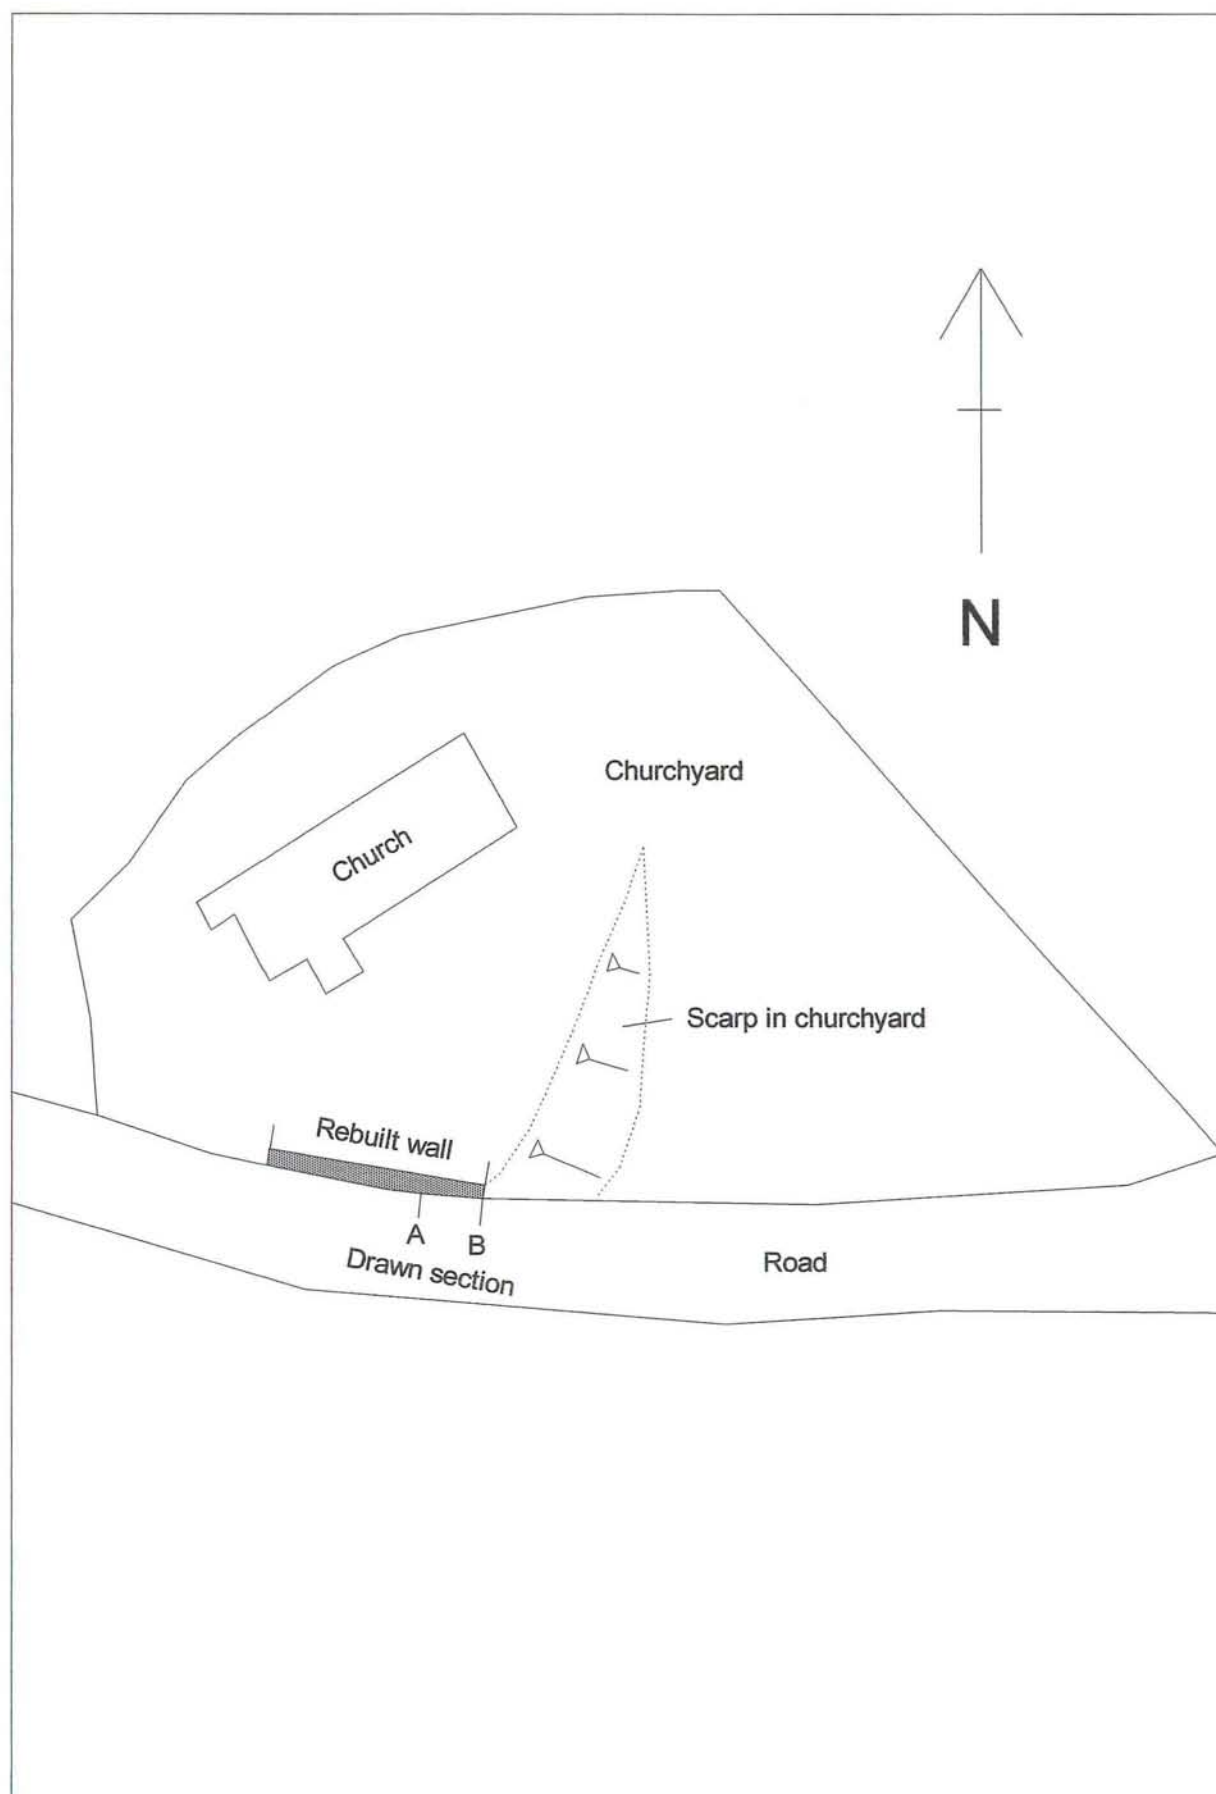 N
Churchyard
Church
Scarp in churchyard
Rebuilt wall
A
B
Drawn section
Road